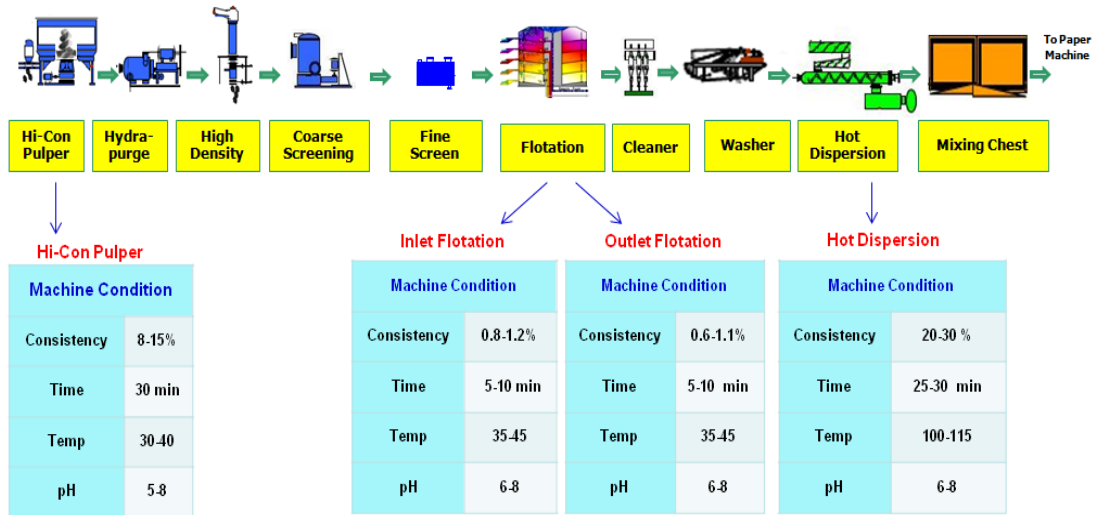 To Paper
Machine
Hi-Con
Pulper
Hydra-
purge
High
Density
Coarse
Screening
Fine
Screen
Flotation
Cleaner
Washer
Hot
Dispersion
Mixing Chest
Hi-Con Pulper
Machine Condition
Consistency 8-15%
Time 30 min
Temp 30-40
pH 5-8
Inlet Flotation
Machine Condition
Consistency 0.8-1.2%
Time 5-10 min
Temp 35-45
pH 6-8
Outlet Flotation
Machine Condition
Consistency 0.6-1.1%
Time 5-10 min
Temp 35-45
pH 6-8
Hot Dispersion
Machine Condition
Consistency 20-30 %
Time 25-30 min
Temp 100-115
pH 6-8